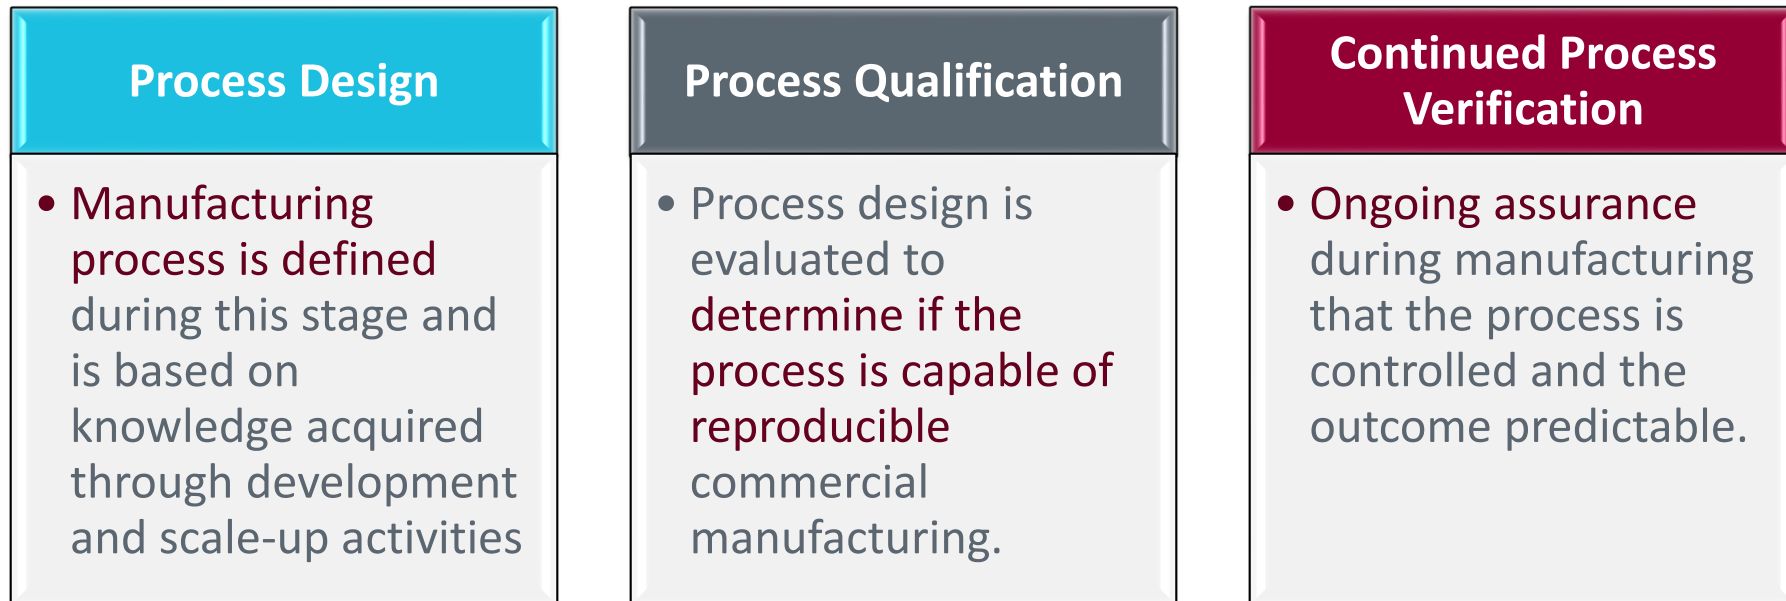 Process Design
• Manufacturing
process is defined
during this stage and
is based on
knowledge acquired
through development
and scale-up activities
Process Qualification
• Process design is
evaluated to
determine if the
process is capable of
reproducible
commercial
manufacturing.
Continued Process
Verification
• Ongoing assurance
during manufacturing
that the process is
controlled and the
outcome predictable.